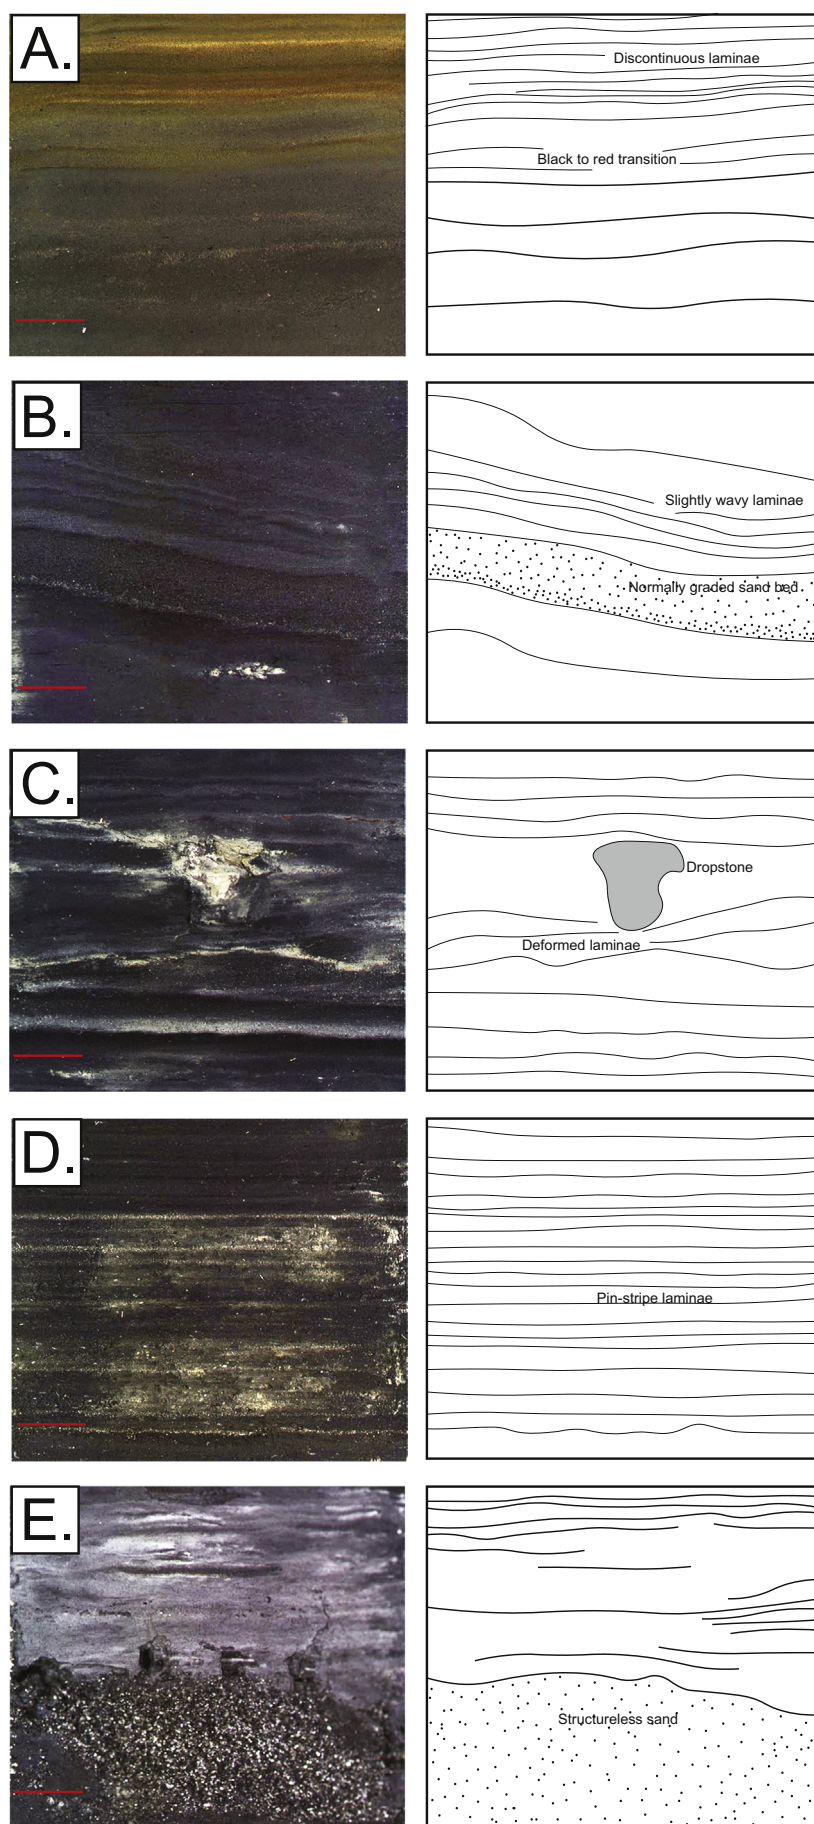 A.
Discontinuous laminae
Black to red transition
B.
Slightly wavy laminae
Normally graded sand bed
C.
Dropstone
Deformed laminae
D.
Pin-stripe laminae
E.
Structureless sand